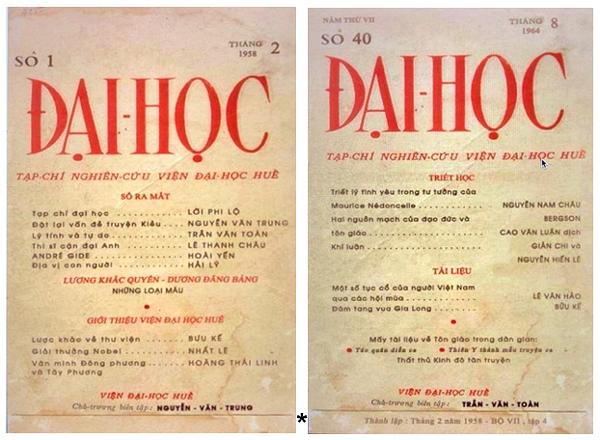 SỐ 1
THÁNG 2
1958
ĐẠI-HỌC
TẠP-CHÍ NGHIÊN-CỨU VIỆN ĐẠI-HỌC HUẾ
SỐ RA MẮT
Tạp chí đại học . . . . . . . . . . . . LỜI PHI LỘ
Đặt lại vấn đề truyện Kiều . . . . NGUYỄN VĂN TRUNG
Lý tính và tự do . . . . . . . . . . TRẦN VĂN TOÀN
Thi sĩ cận đại Anh . . . . . . . . LÊ THANH CHÂU
ANDRÉ GIDE . . . . . . . . . . . . HOÀI YẾN
Địa vị con người . . . . . . . . . . HẢI LÝ
LƯƠNG KHẮC QUYẾN - DƯƠNG ĐĂNG BẢNG
NHỮNG LOẠI MÁU
GIỚI THIỆU VIỆN ĐẠI HỌC HUẾ
Lược khảo về thư viện . . . . . . BƯU KẾ
Giải thưởng Nobel . . . . . . . . NHẤT LỆ
Văn minh Đông phương . . . . . . HOÀNG THÁI LINH
và Tây Phương
VIỆN ĐẠI-HỌC HUẾ
Chủ-trương biên tập : NGUYỄN - VĂN - TRUNG
*
NĂM THỨ VII
SỐ 40
THÁNG 8
1964
ĐẠI-HỌC
TẠP-CHÍ NGHIÊN-CỨU VIỆN ĐẠI-HỌC HUẾ
TRIẾT HỌC
Triết lý tình yêu trong tư tưởng của
Maurice Nédoncelle . . . . . . . . NGUYỄN NAM CHÂU
Hai nguồn mạch của đạo đức và BERGSON
tôn giáo . . . . . . . . . . . . CAO VĂN LUẬN dịch
Khí luận . . . . . . . . . . . . GIẢN CHI và
NGUYỄN HIẾN LÊ
TÀI LIỆU
Một số tục cổ của người Việt Nam
qua các hội mùa . . . . . . . . . . LÊ VĂN HẢO
Đám tang vua Gia Long . . . . . . BỬU KẾ
Mấy tài liệu về Tôn giáo trong dân gian:
Táo quân diễn ca
Thiên Y thánh mẫu truyện ca
Thất thủ Kinh đô tân truyện
VIỆN ĐẠI-HỌC HUẾ
Chủ-trương biên tập : TRẦN - VĂN - TOÀN
Thành lập : Tháng 2 năm 1958 - BỘ VII , tập 4